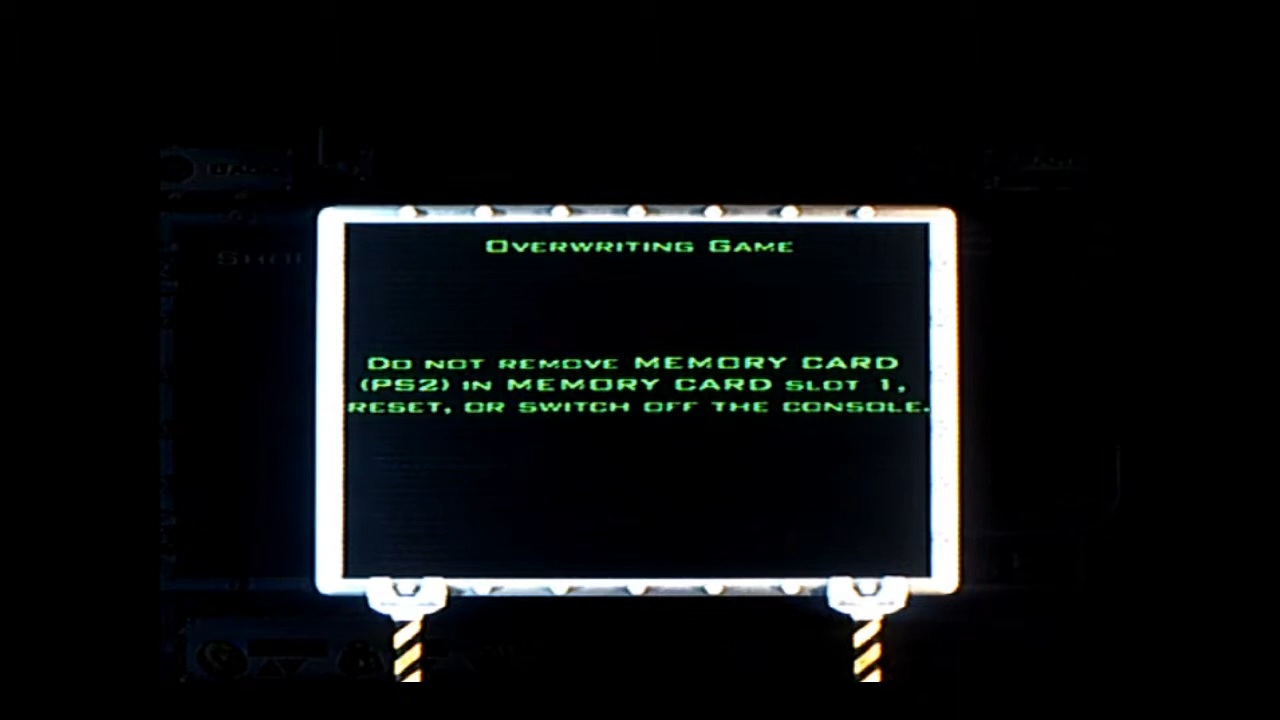 Overwriting Game
Do not remove MEMORY CARD
(PS2) in MEMORY CARD slot 1,
reset, or switch off the console.